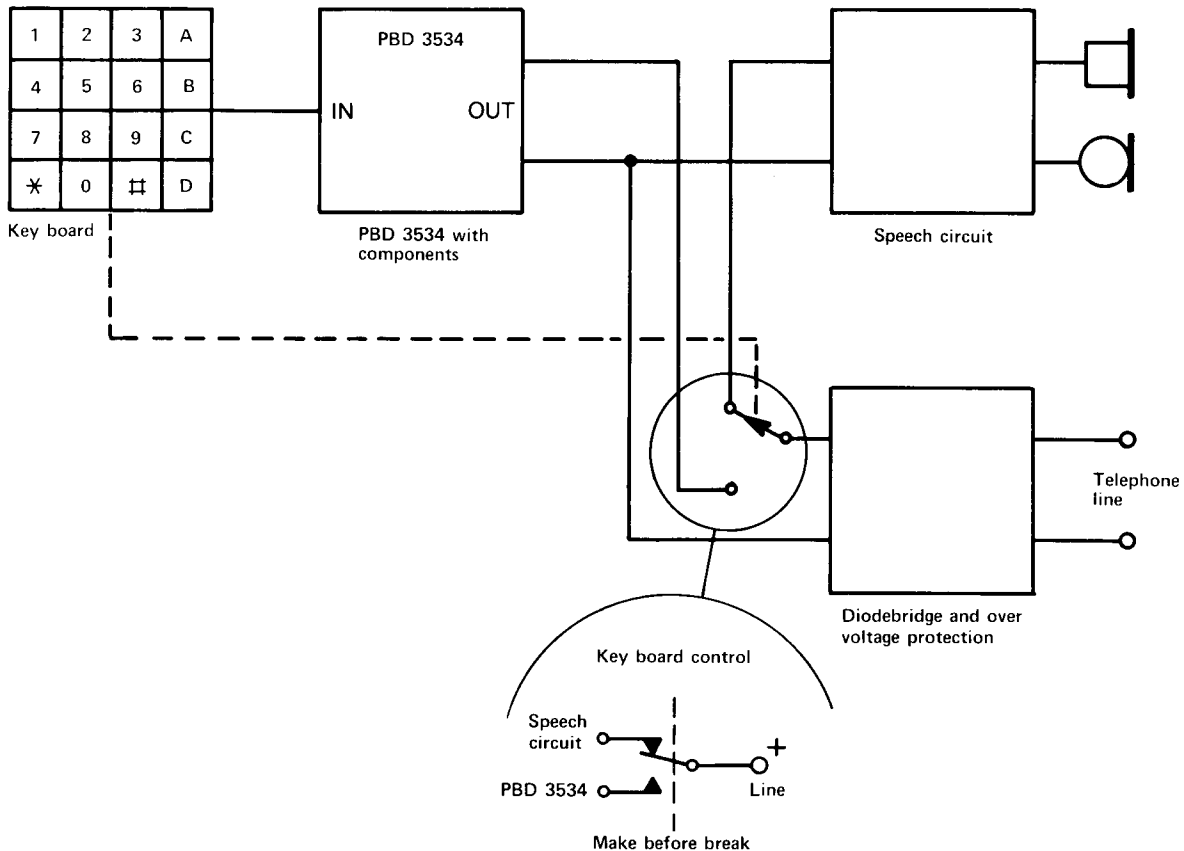 1 2 3 A
4 5 6 B
7 8 9 C
* 0 # D
Key board
PBD 3534
IN OUT
PBD 3534 with
components
Speech circuit
Telephone
line
Diodebridge and over
voltage protection
Key board control
Speech
circuit
+
PBD 3534
Line
Make before break